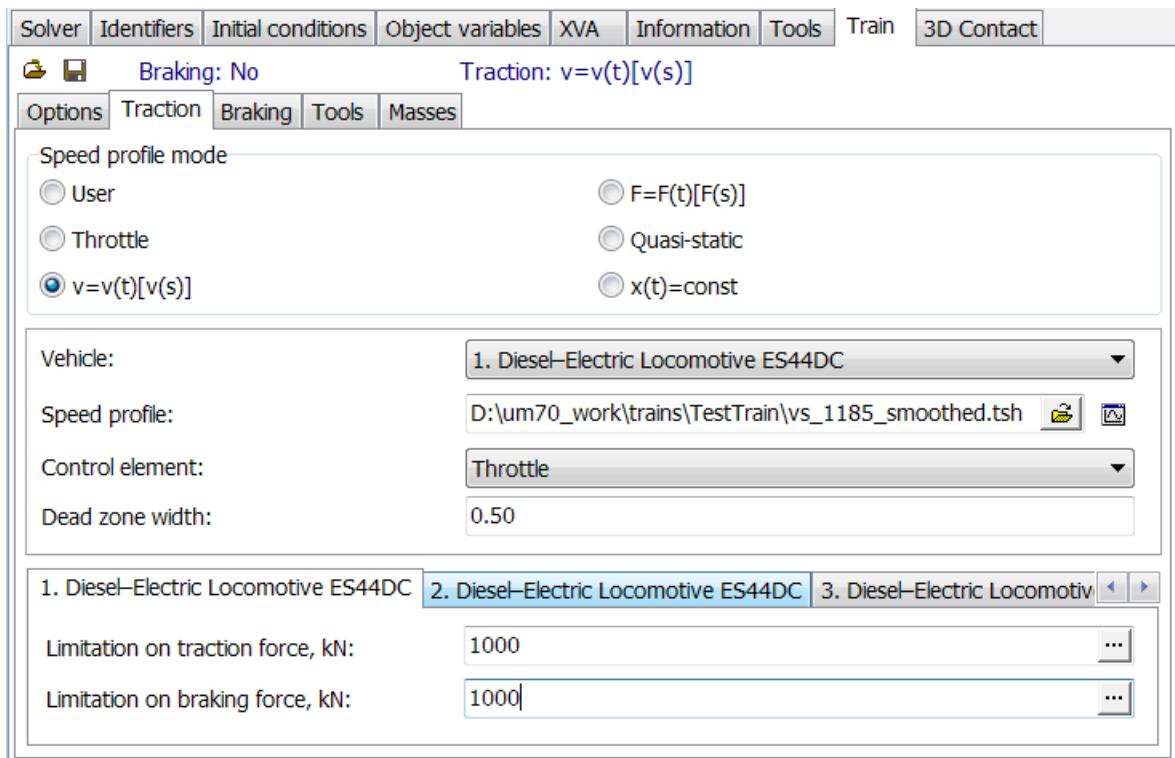 Solver Identifiers Initial conditions Object variables XVA Information Tools Train 3D Contact
Braking: No Traction: v=v(t)[v(s)]
Options Traction Braking Tools Masses
Speed profile mode
User F=F(t)[F(s)]
Throttle Quasi-static
v=v(t)[v(s)] x(t)=const
Vehicle: 1. Diesel–Electric Locomotive ES44DC
Speed profile: D:\um70_work\trains\TestTrain\vs_1185_smoothed.tsh
Control element: Throttle
Dead zone width: 0.50
1. Diesel–Electric Locomotive ES44DC 2. Diesel–Electric Locomotive ES44DC 3. Diesel–Electric Locomotiv
Limitation on traction force, kN: 1000 ...
Limitation on braking force, kN: 1000 ...